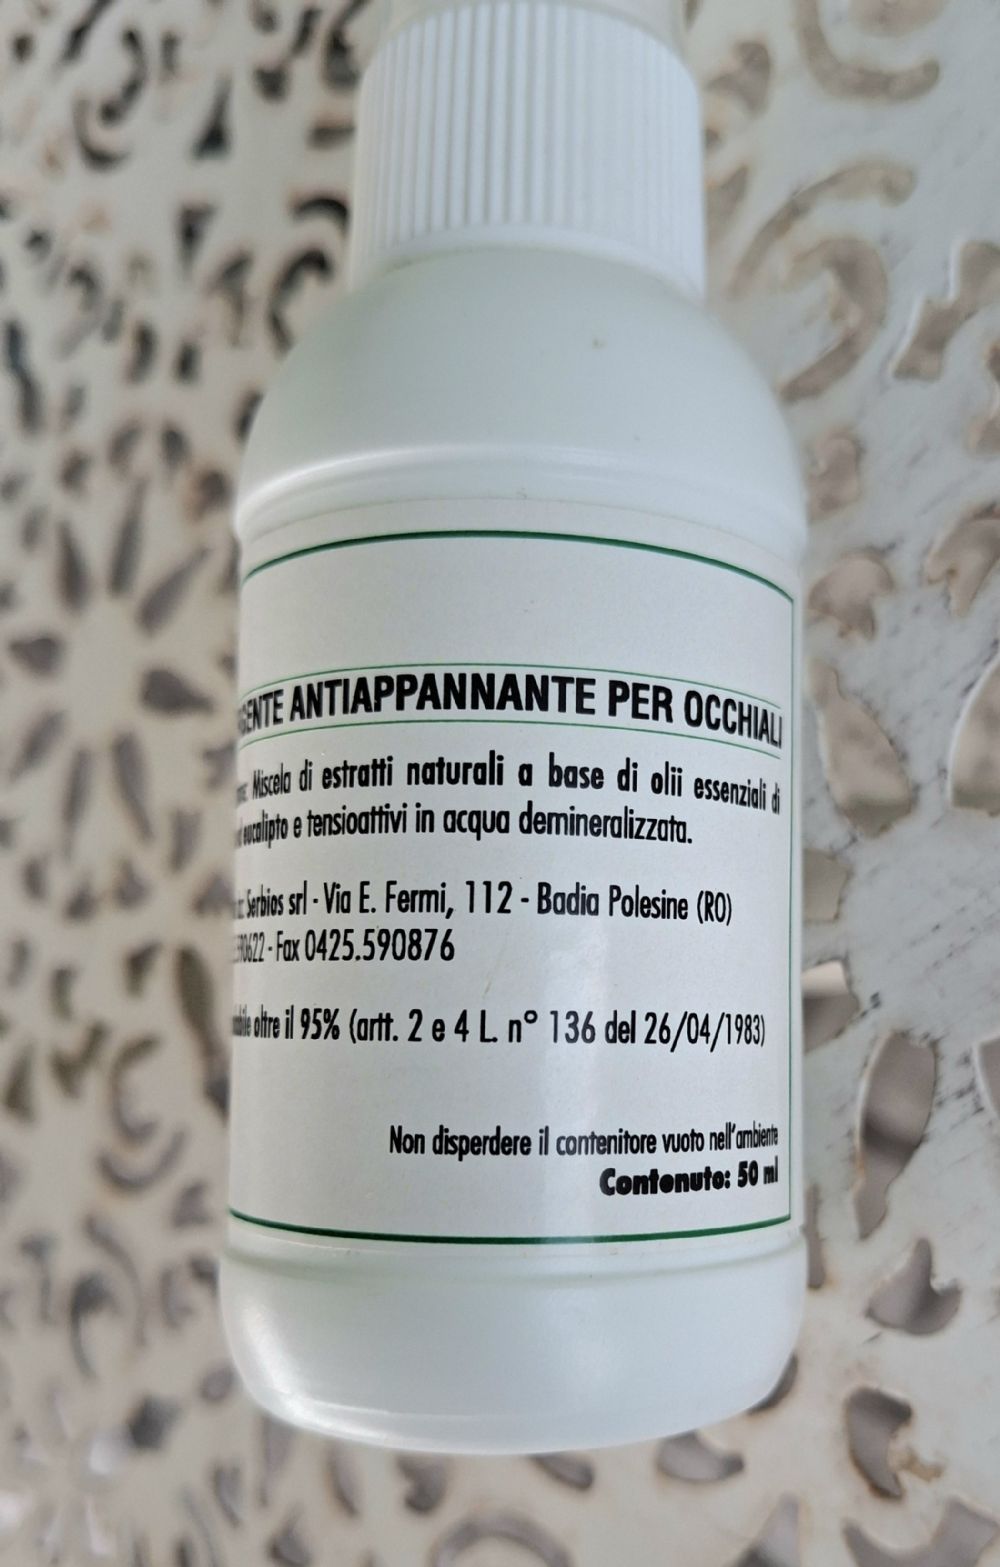 ANTIAPPANNANTE PER OCCHIALI
Miscela di estratti naturali a base di olii essenziali di
eucalipto e tensioattivi in acqua demineralizzata.
Serbios srl - Via E. Fermi, 112 - Badia Polesine (RO)
- Fax 0425.590876
oltre il 95% (artt. 2 e 4 L. n° 136 del 26/04/1983)
Non disperdere il contenitore vuoto nell'ambiente
Contenuto: 50 ml